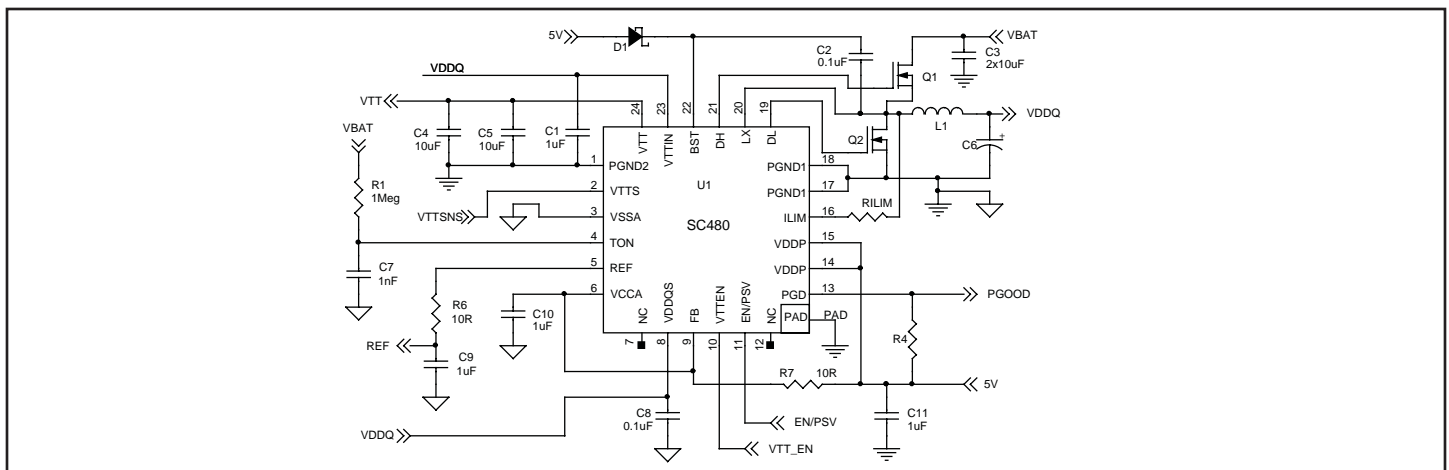 5V
D1
C2
0.1uF
VBAT
C3
2x10uF
Q1
VDDQ
VTT
24
23
22
21
20
19
VTT
VTTIN
BST
DH
LX
DL
L1
VDDQ
VBAT
C4
10uF
C5
10uF
C1
1uF
Q2
C6
+
R1
1Meg
1
PGND2
U1
PGND1
18
2
VTTS
PGND1
17
VTTSNS
3
VSSA
SC480
ILIM
16
RILIM
4
TON
VDDP
15
C7
1nF
5
REF
VDDP
14
6
VCCA
PGD
13
PGOOD
R6
10R
C10
1uF
NC
VDDQS
FB
VTTEN
EN/PSV
NC
PAD
PAD
7
8
9
10
11
12
R4
REF
C9
1uF
R7
10R
5V
C8
0.1uF
EN/PSV
C11
1uF
VDDQ
VTT_EN